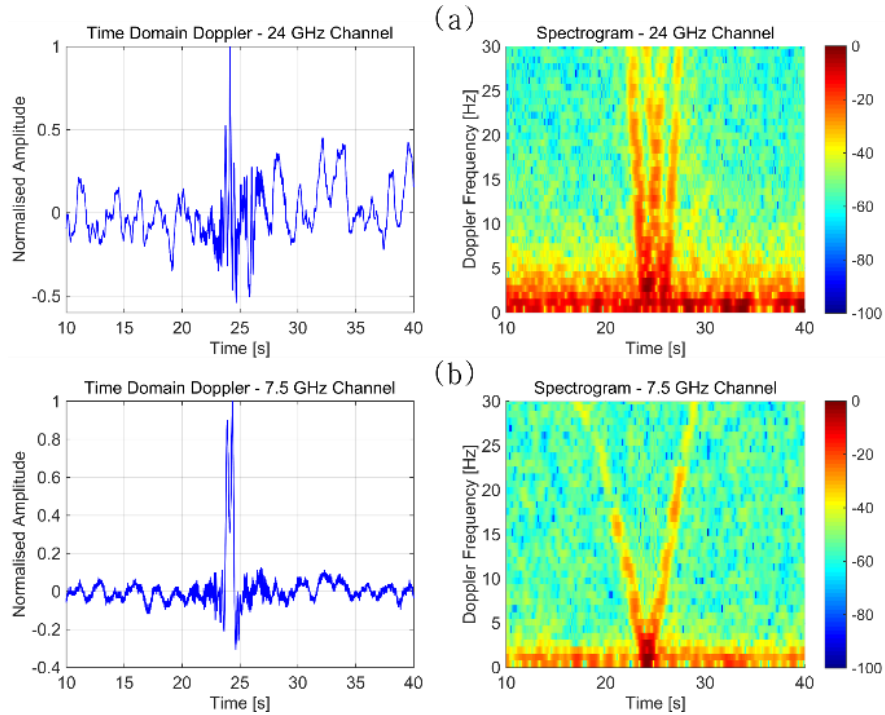 (a)
Time Domain Doppler - 24 GHz Channel
Normalised Amplitude
1
0.5
0
-0.5
10 15 20 25 30 35 40
Time [s]
Spectrogram - 24 GHz Channel
Doppler Frequency [Hz]
30
25
20
15
10
5
0
10 20 30 40
Time [s]
0
-20
-40
-60
-80
-100
(b)
Time Domain Doppler - 7.5 GHz Channel
Normalised Amplitude
1
0.8
0.6
0.4
0.2
0
-0.2
-0.4
10 15 20 25 30 35 40
Time [s]
Spectrogram - 7.5 GHz Channel
Doppler Frequency [Hz]
30
25
20
15
10
5
0
10 20 30 40
Time [s]
0
-20
-40
-60
-80
-100